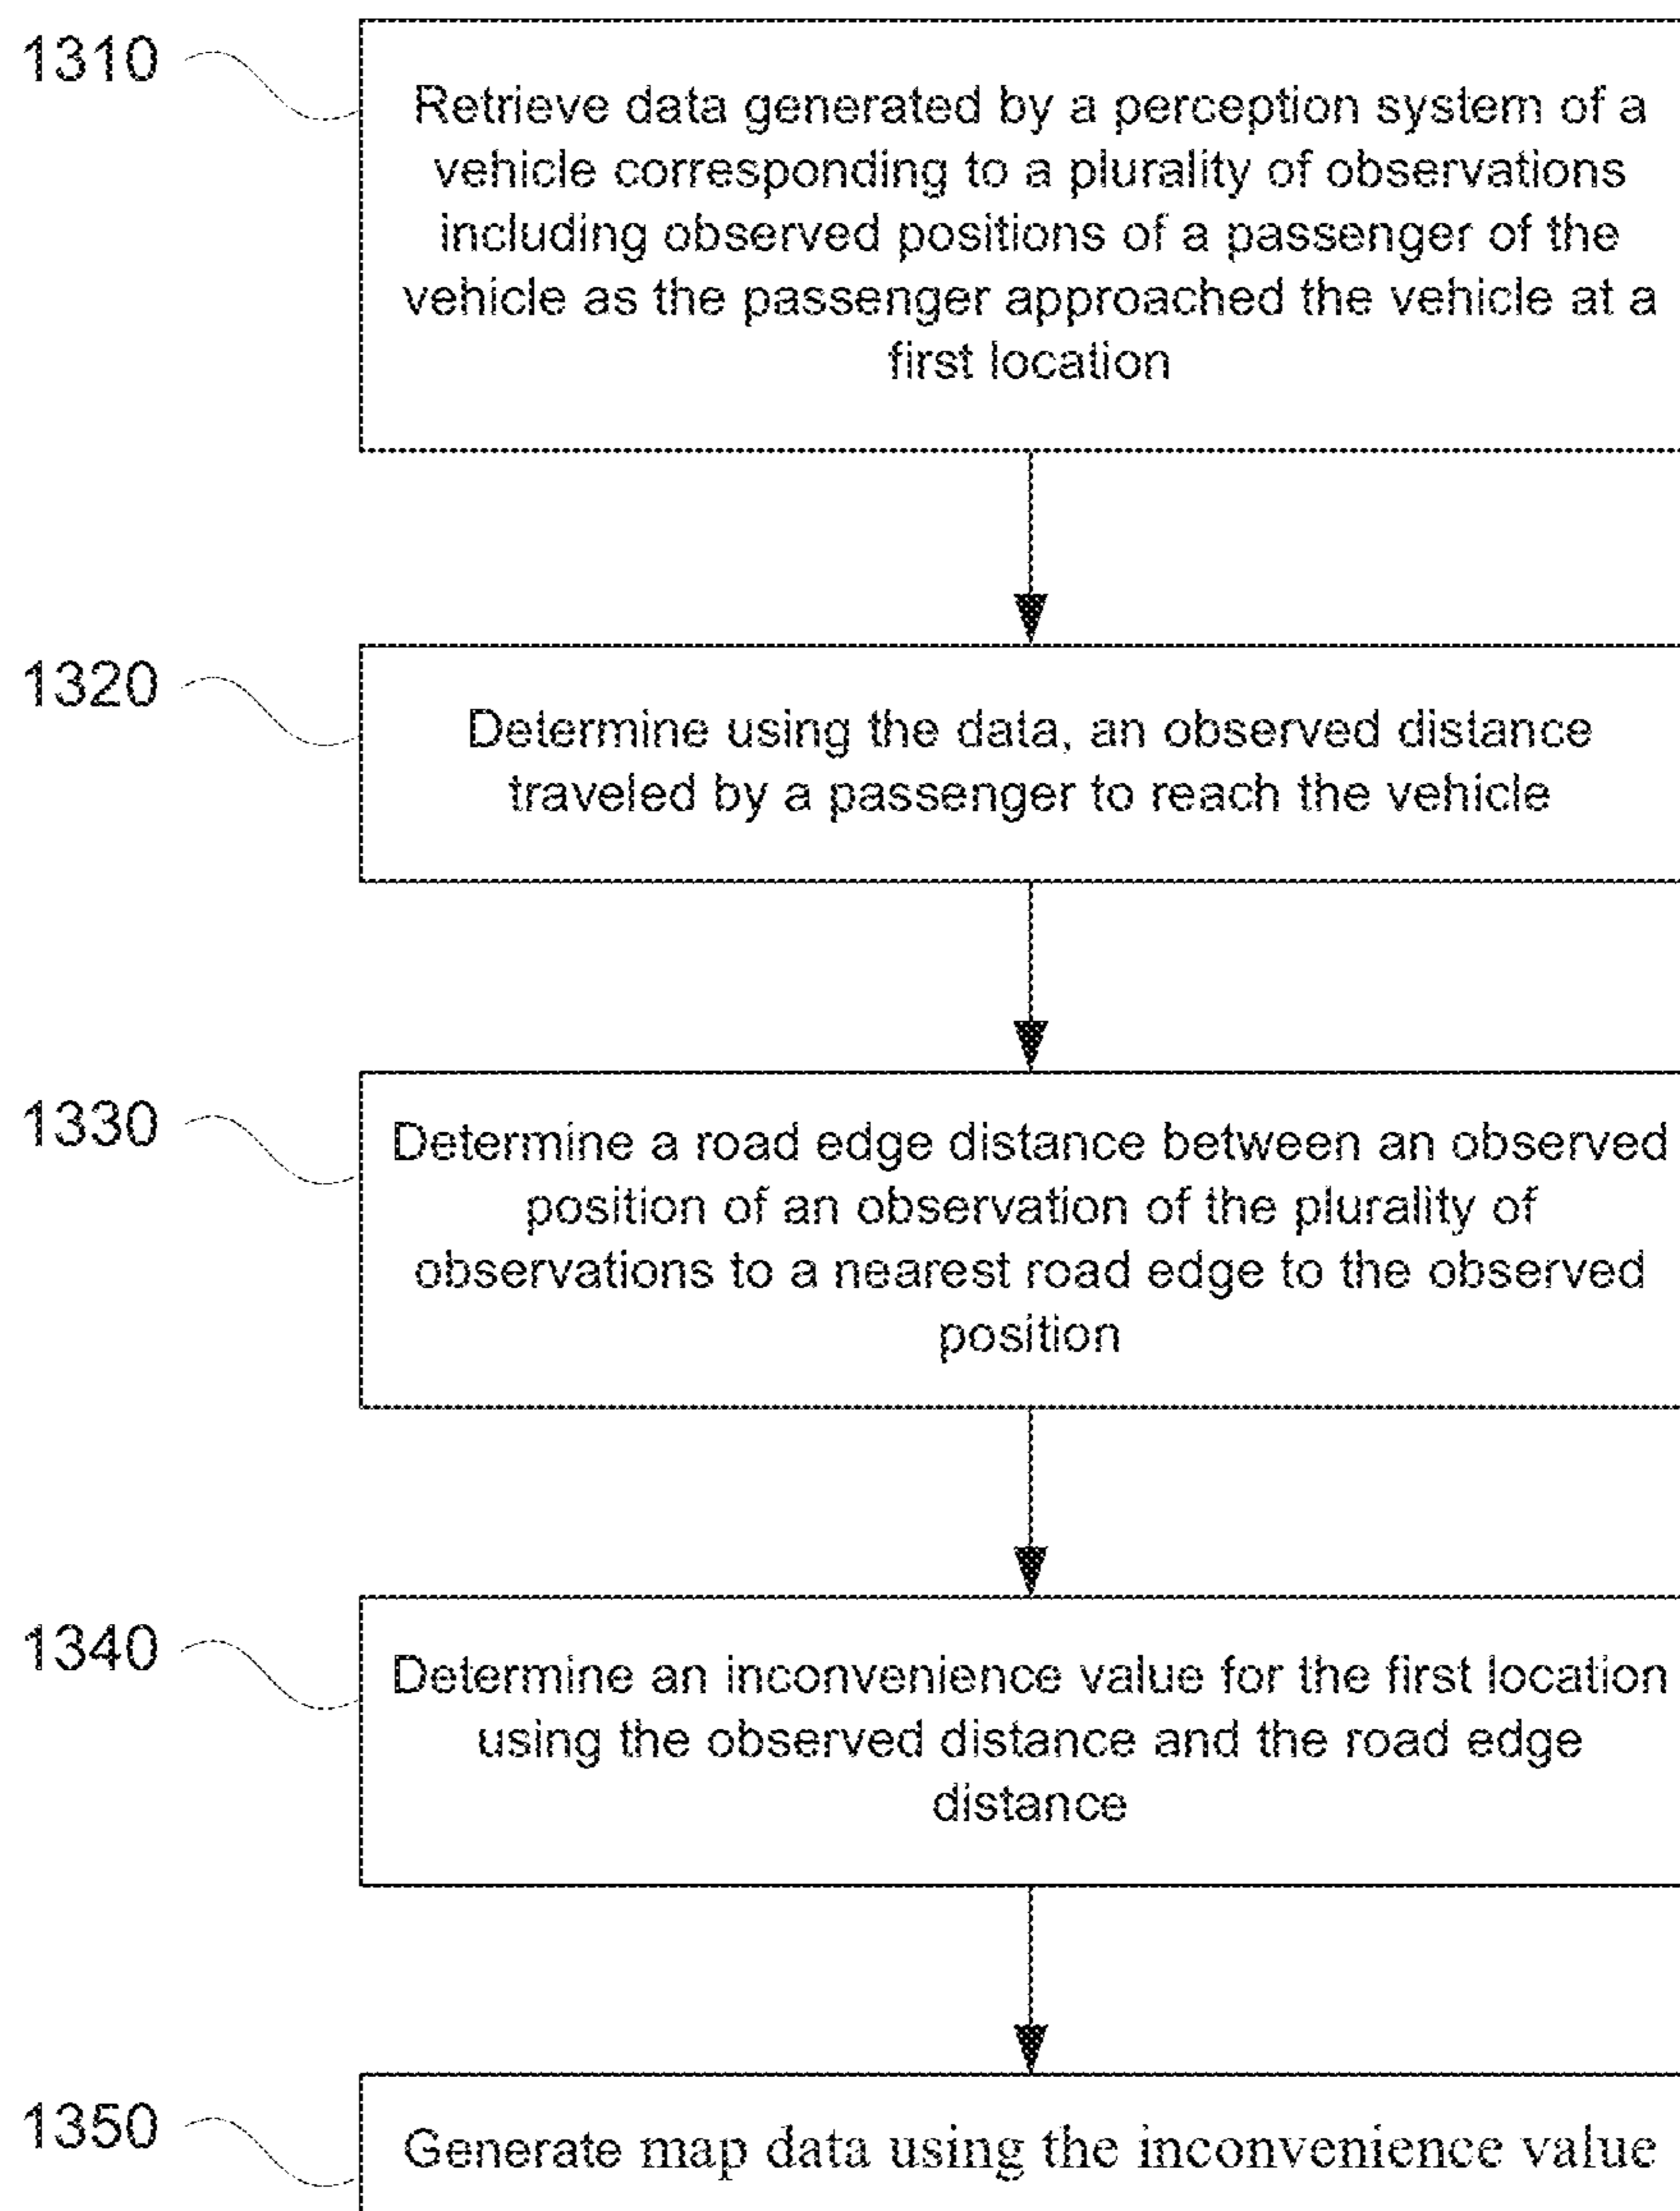 1310
Retrieve data generated by a perception system of a
vehicle corresponding to a plurality of observations
including observed positions of a passenger of the
vehicle as the passenger approached the vehicle at a
first location
1320
Determine using the data, an observed distance
traveled by a passenger to reach the vehicle
1330
Determine a road edge distance between an observed
position of an observation of the plurality of
observations to a nearest road edge to the observed
position
1340
Determine an inconvenience value for the first location
using the observed distance and the road edge
distance
1350
Generate map data using the inconvenience value